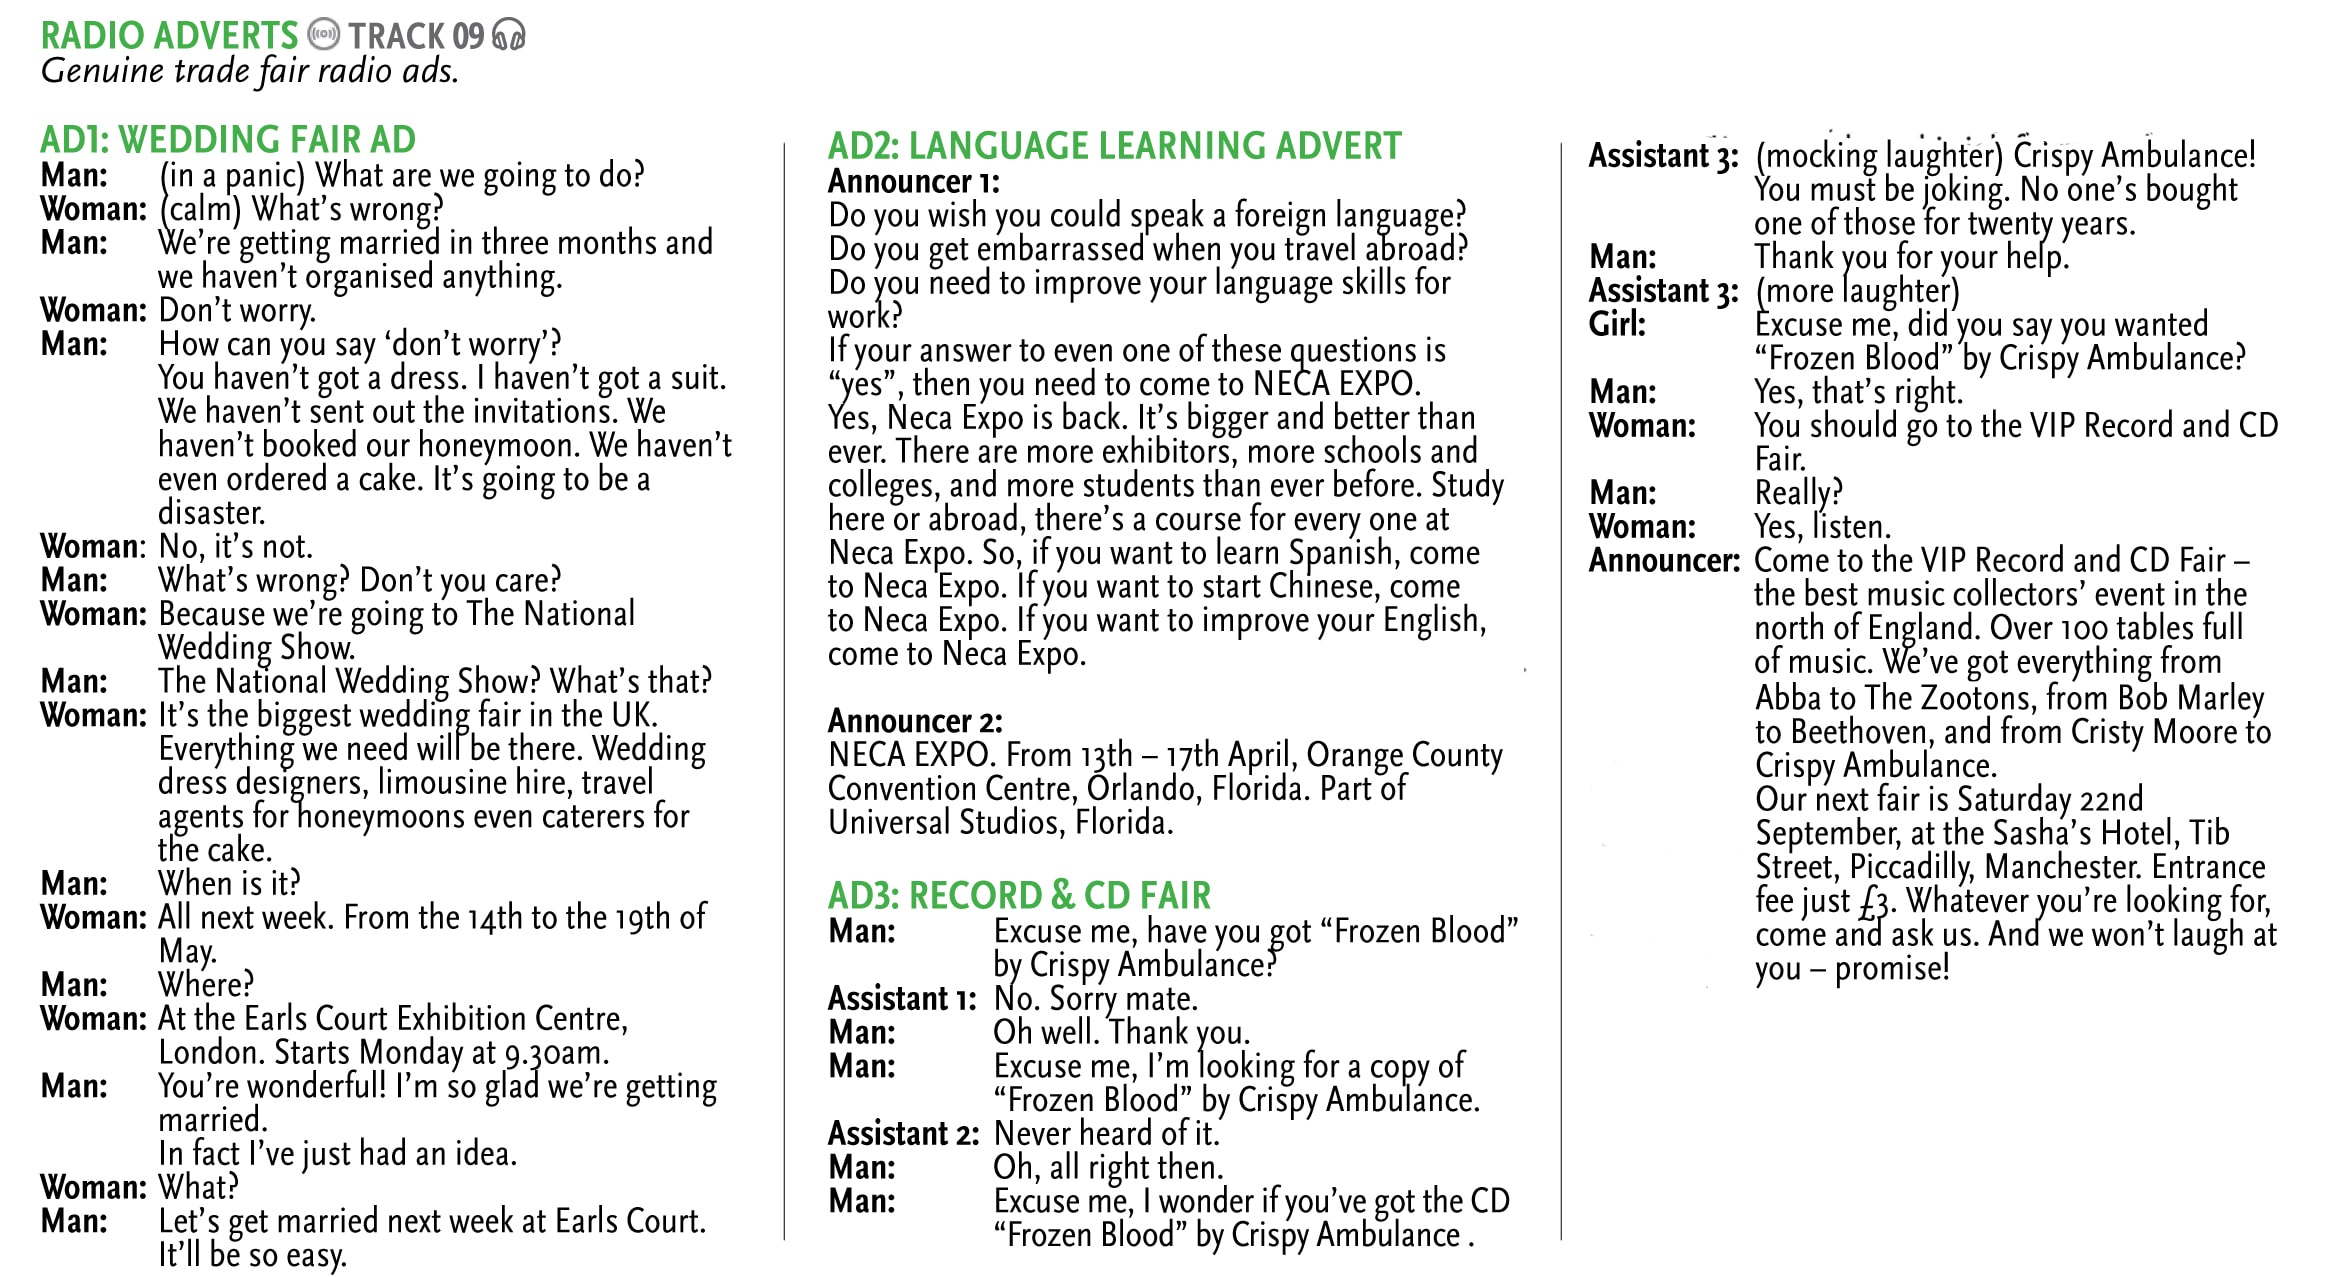 RADIO ADVERTS TRACK 09
Genuine trade fair radio ads.
AD1: WEDDING FAIR AD
Man: (in a panic) What are we going to do?
Woman: (calm) What's wrong?
Man: We're getting married in three months and
we haven't organised anything.
Woman: Don't worry.
Man: How can you say ‘don't worry’?
You haven't got a dress. I haven't got a suit.
We haven't sent out the invitations. We
haven't booked our honeymoon. We haven't
even ordered a cake. It's going to be a
disaster.
Woman: No, it's not.
Man: What's wrong? Don't you care?
Woman: Because we're going to The National
Wedding Show.
Man: The National Wedding Show? What's that?
Woman: It's the biggest wedding fair in the UK.
Everything we need will be there. Wedding
dress designers, limousine hire, travel
agents for honeymoons even caterers for
the cake.
Man: When is it?
Woman: All next week. From the 14th to the 19th of
May.
Man: Where?
Woman: At the Earls Court Exhibition Centre,
London. Starts Monday at 9.30am.
Man: You're wonderful! I'm so glad we're getting
married.
In fact I've just had an idea.
Woman: What?
Man: Let's get married next week at Earls Court.
It'll be so easy.
AD2: LANGUAGE LEARNING ADVERT
Announcer 1:
Do you wish you could speak a foreign language?
Do you get embarrassed when you travel abroad?
Do you need to improve your language skills for
work?
If your answer to even one of these questions is
“yes”, then you need to come to NECA EXPO.
Yes, Neca Expo is back. It's bigger and better than
ever. There are more exhibitors, more schools and
colleges, and more students than ever before. Study
here or abroad, there's a course for every one at
Neca Expo. So, if you want to learn Spanish, come
to Neca Expo. If you want to start Chinese, come
to Neca Expo. If you want to improve your English,
come to Neca Expo.
Announcer 2:
NECA EXPO. From 13th – 17th April, Orange County
Convention Centre, Orlando, Florida. Part of
Universal Studios, Florida.
AD3: RECORD & CD FAIR
Man: Excuse me, have you got “Frozen Blood”
by Crispy Ambulance?
Assistant 1: No. Sorry mate.
Man: Oh well. Thank you.
Man: Excuse me, I'm looking for a copy of
“Frozen Blood” by Crispy Ambulance.
Assistant 2: Never heard of it.
Man: Oh, all right then.
Man: Excuse me, I wonder if you've got the CD
“Frozen Blood” by Crispy Ambulance .
Assistant 3: (mocking laughter) Crispy Ambulance!
You must be joking. No one's bought
one of those for twenty years.
Man: Thank you for your help.
Assistant 3: (more laughter)
Girl: Excuse me, did you say you wanted
“Frozen Blood” by Crispy Ambulance?
Man: Yes, that's right.
Woman: You should go to the VIP Record and CD
Fair.
Man: Really?
Woman: Yes, listen.
Announcer: Come to the VIP Record and CD Fair –
the best music collectors' event in the
north of England. Over 100 tables full
of music. We've got everything from
Abba to The Zootons, from Bob Marley
to Beethoven, and from Cristy Moore to
Crispy Ambulance.
Our next fair is Saturday 22nd
September, at the Sasha's Hotel, Tib
Street, Piccadilly, Manchester. Entrance
fee just £3. Whatever you're looking for,
come and ask us. And we won't laugh at
you – promise!